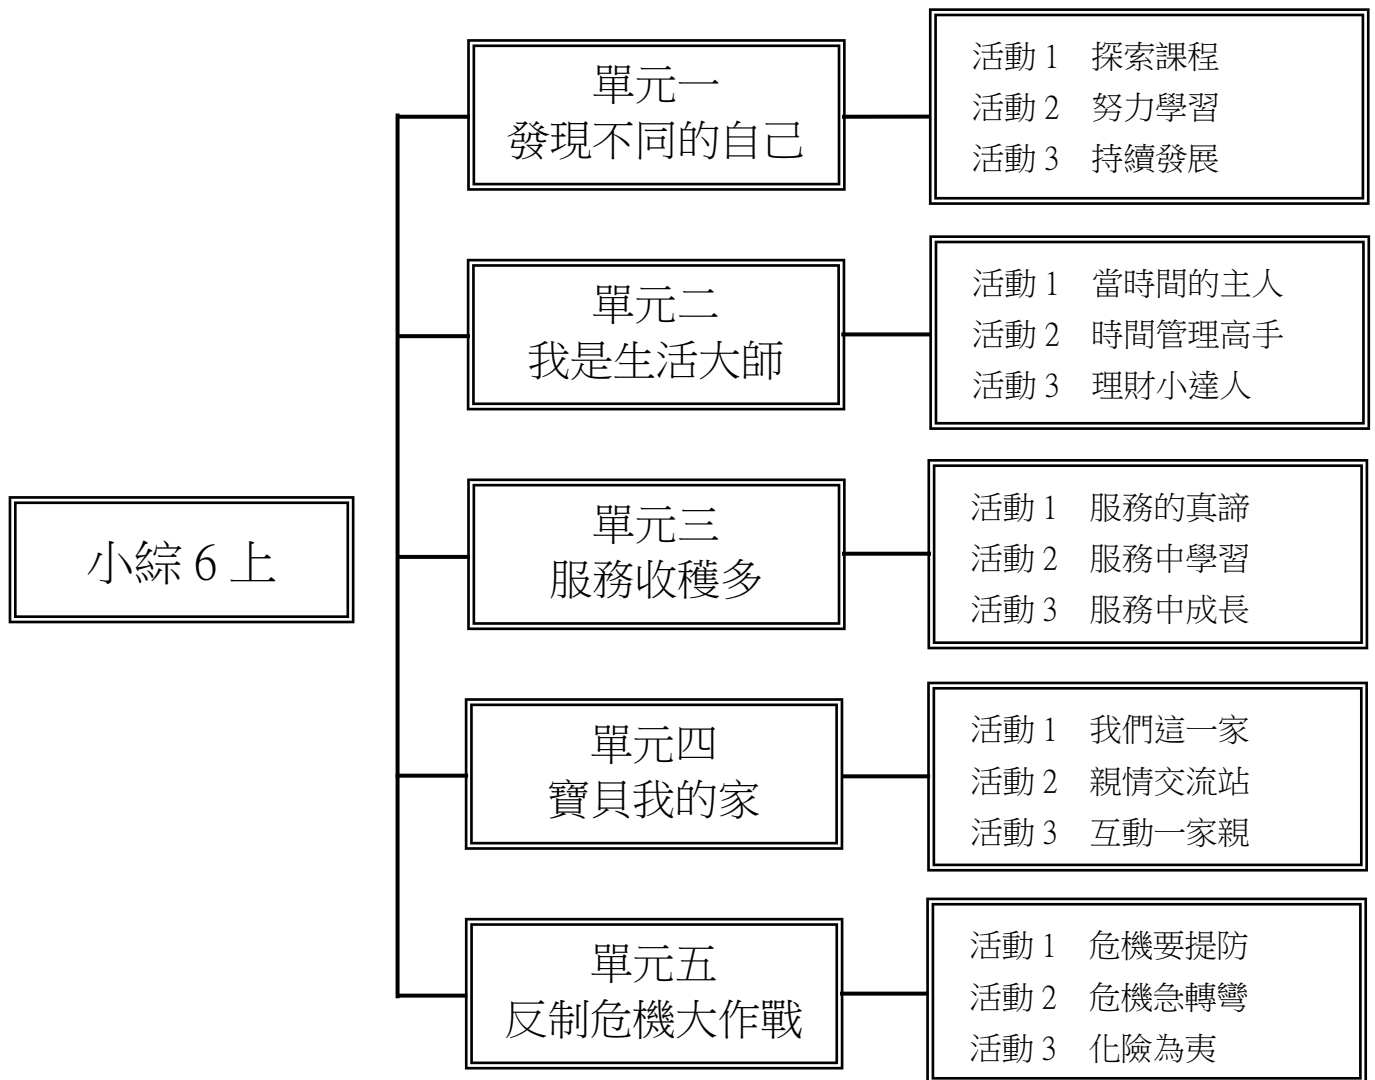 小綜 6 上
單元一
發現不同的自己
活動 1　探索課程
活動 2　努力學習
活動 3　持續發展
單元二
我是生活大師
活動 1　當時間的主人
活動 2　時間管理高手
活動 3　理財小達人
單元三
服務收穫多
活動 1　服務的真諦
活動 2　服務中學習
活動 3　服務中成長
單元四
寶貝我的家
活動 1　我們這一家
活動 2　親情交流站
活動 3　互動一家親
單元五
反制危機大作戰
活動 1　危機要提防
活動 2　危機急轉彎
活動 3　化險為夷